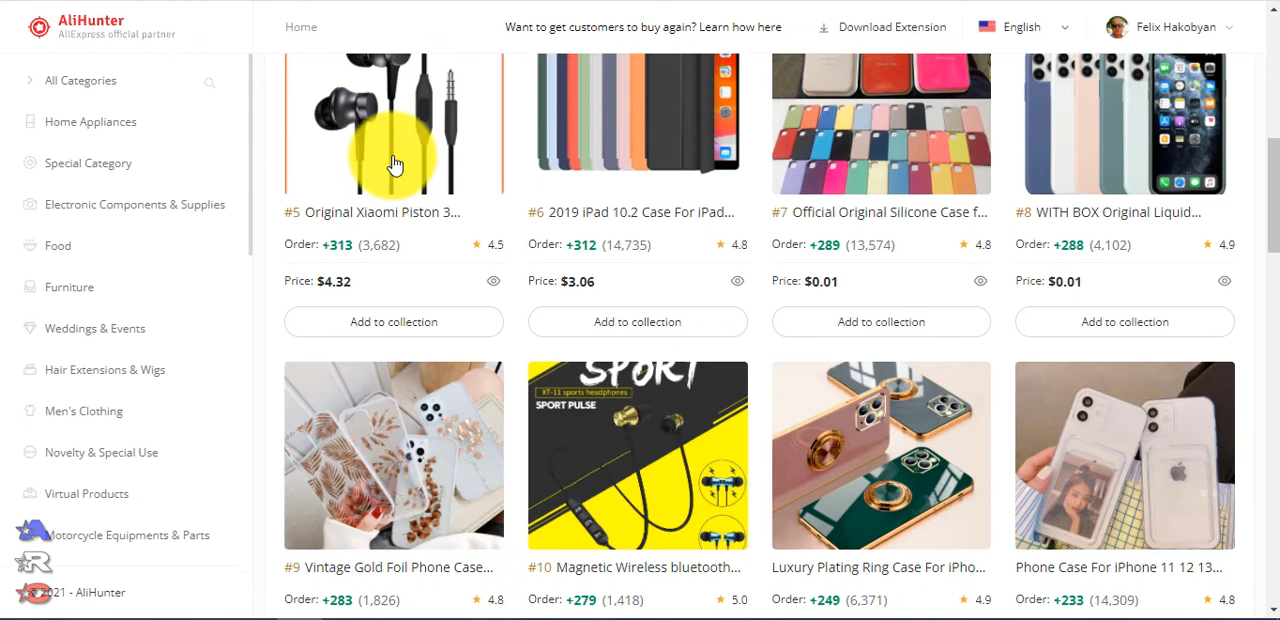 AliHunter
AliExpress official partner
Home
Want to get customers to buy again? Learn how here
Download Extension
English
Felix Hakobyan
All Categories
Home Appliances
Special Category
Electronic Components & Supplies
Food
Furniture
Weddings & Events
Hair Extensions & Wigs
Men's Clothing
Novelty & Special Use
Virtual Products
Motorcycle Equipments & Parts
A
R
C
© 2021 - AliHunter
#5 Original Xiaomi Piston 3...
Order: +313 (3,682) 4.5
Price: $4.32
Add to collection
#6 2019 iPad 10.2 Case For iPad...
Order: +312 (14,735) 4.8
Price: $3.06
Add to collection
#7 Official Original Silicone Case f...
Order: +289 (13,574) 4.8
Price: $0.01
Add to collection
#8 WITH BOX Original Liquid...
Order: +288 (4,102) 4.9
Price: $0.01
Add to collection
#9 Vintage Gold Foil Phone Case...
Order: +283 (1,826) 4.8
SPORT
XT-11 sports headphones
SPORT PULSE
#10 Magnetic Wireless bluetooth...
Order: +279 (1,418) 5.0
Luxury Plating Ring Case For iPho...
Order: +249 (6,371) 4.9
Phone Case For iPhone 11 12 13...
Order: +233 (14,309) 4.8